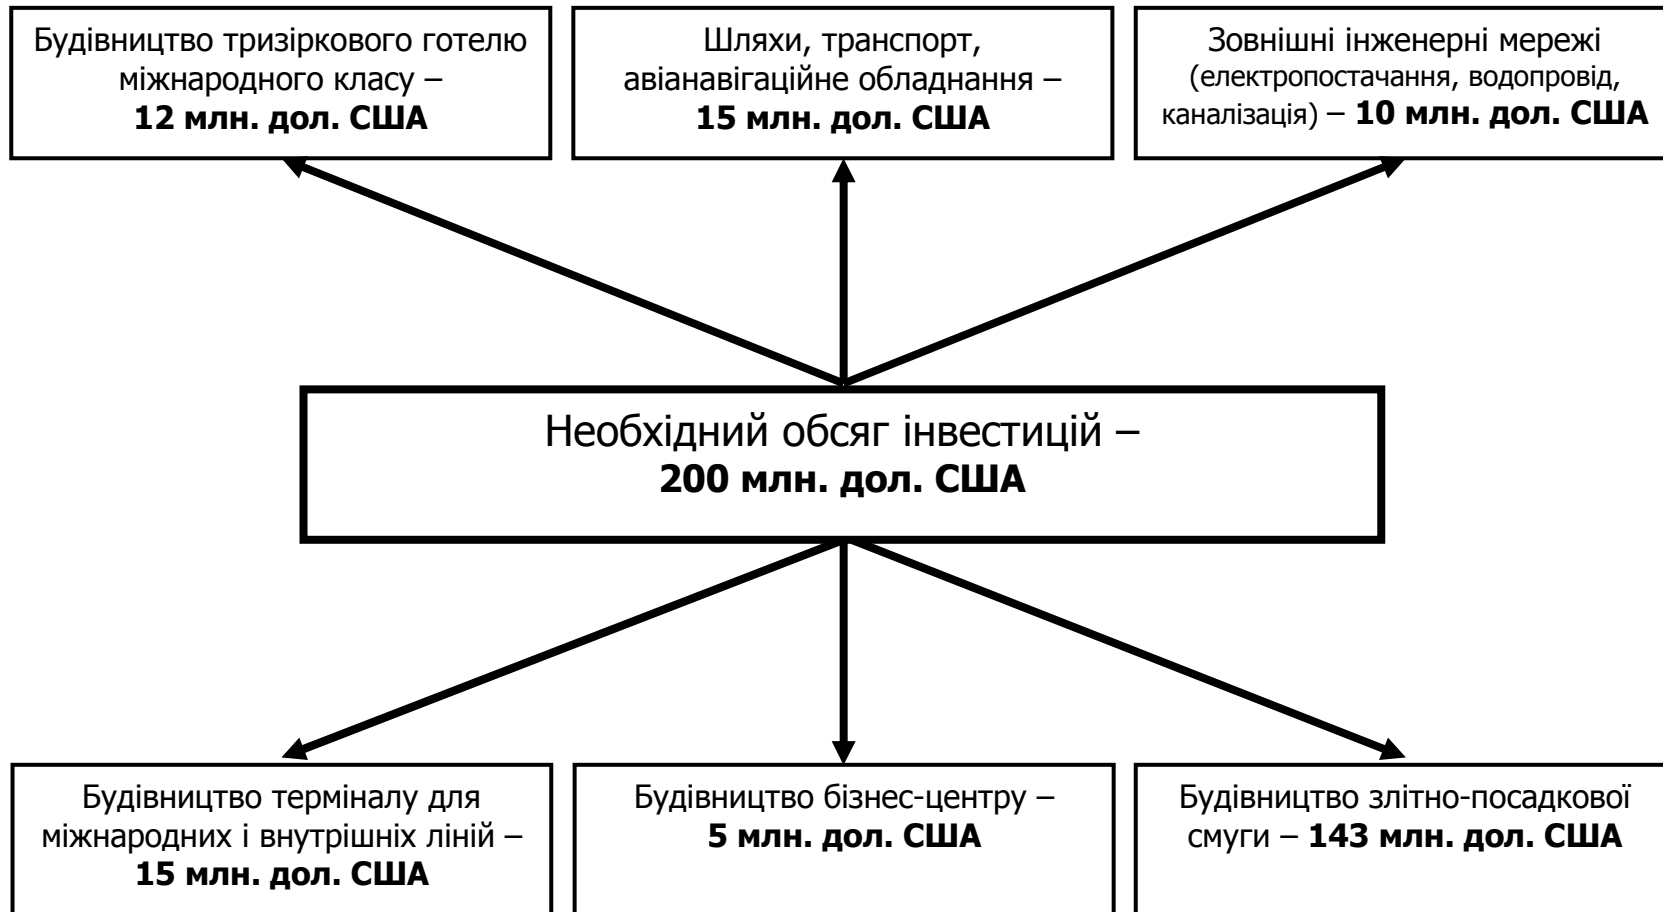 Будівництво тризіркового готелю
міжнародного класу –
12 млн. дол. США
Шляхи, транспорт,
авіанавігаційне обладнання –
15 млн. дол. США
Зовнішні інженерні мережі
(електропостачання, водопровід,
каналізація) – 10 млн. дол. США
Необхідний обсяг інвестицій –
200 млн. дол. США
Будівництво терміналу для
міжнародних і внутрішніх ліній –
15 млн. дол. США
Будівництво бізнес-центру –
5 млн. дол. США
Будівництво злітно-посадкової
смуги – 143 млн. дол. США